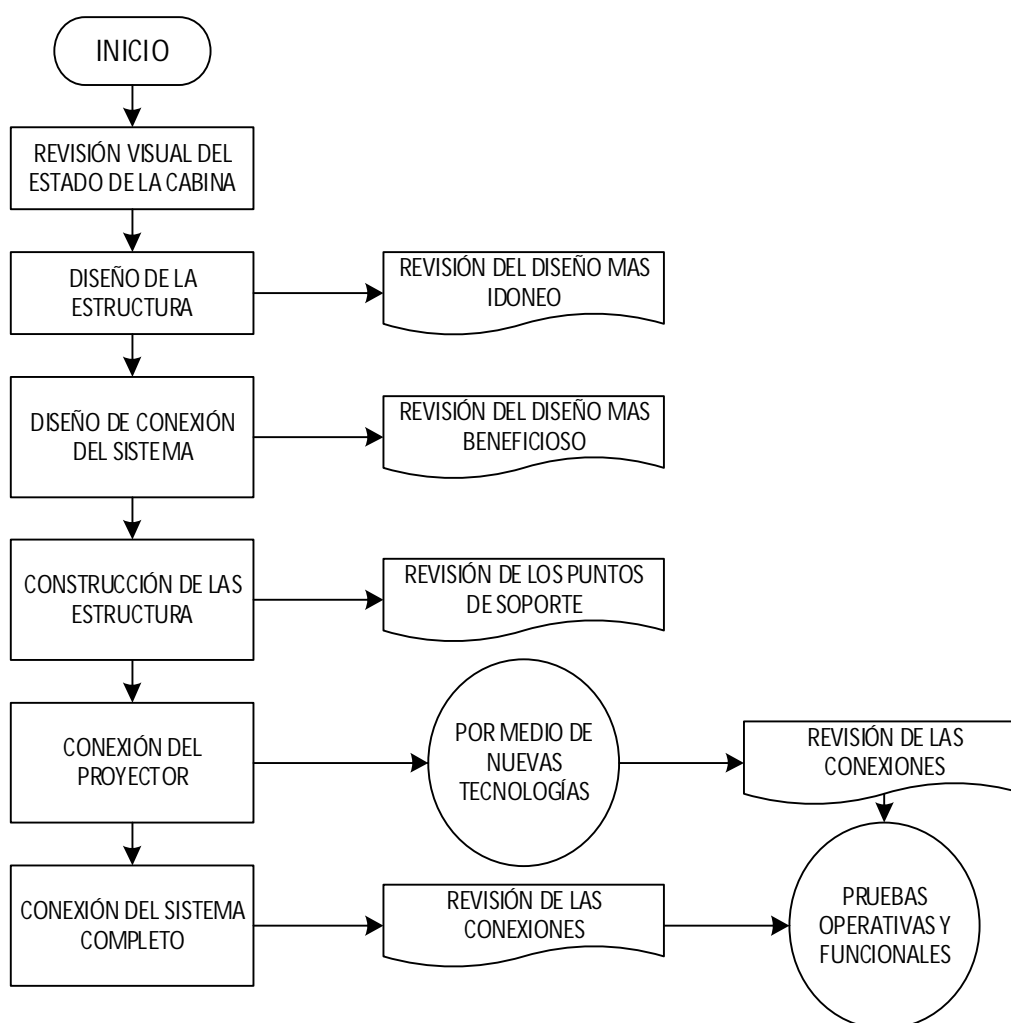 INICIO
REVISIÓN VISUAL DEL
ESTADO DE LA CABINA
DISEÑO DE LA
ESTRUCTURA
REVISIÓN DEL DISEÑO MAS
IDONEO
DISEÑO DE CONEXIÓN
DEL SISTEMA
REVISIÓN DEL DISEÑO MAS
BENEFICIOSO
CONSTRUCCIÓN DE LAS
ESTRUCTURA
REVISIÓN DE LOS PUNTOS
DE SOPORTE
CONEXIÓN DEL
PROYECTOR
POR MEDIO DE
NUEVAS
TECNOLOGÍAS
REVISIÓN DE LAS
CONEXIONES
CONEXIÓN DEL SISTEMA
COMPLETO
REVISIÓN DE LAS
CONEXIONES
PRUEBAS
OPERATIVAS Y
FUNCIONALES